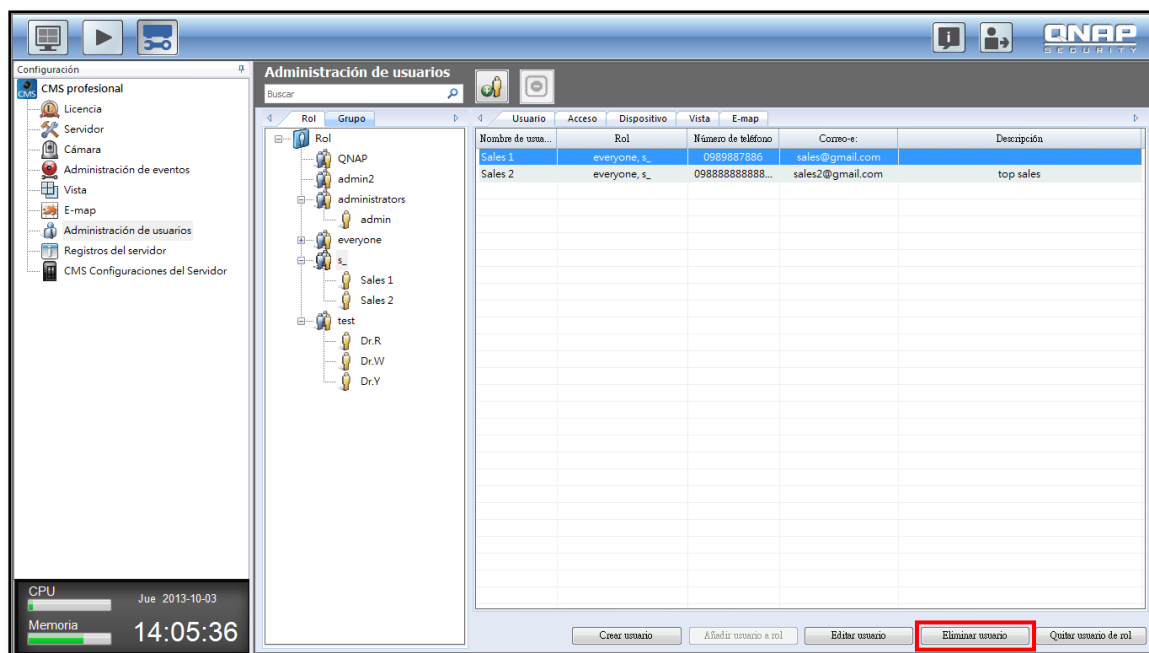 QNAP
SECURITY
Configuración
CMS profesional
CMS
Licencia
Servidor
Cámara
Administración de eventos
Vista
E-map
Administración de usuarios
Registros del servidor
CMS Configuraciones del Servidor
CPU
Jue 2013-10-03
Memoria
14:05:36
Administración de usuarios
Buscar
Rol Grupo
Rol
QNAP
admin2
administrators
admin
everyone
s_
Sales 1
Sales 2
test
Dr.R
Dr.W
Dr.Y
Usuario Acceso Dispositivo Vista E-map
Nombre de usua... Rol Número de teléfono Correo-e: Descripción
Sales 1 everyone, s_ 0989887886 sales@gmail.com
Sales 2 everyone, s_ 098888888888... sales2@gmail.com top sales
Crear usuario Añadir usuario a rol Editar usuario Eliminar usuario Quitar usuario de rol